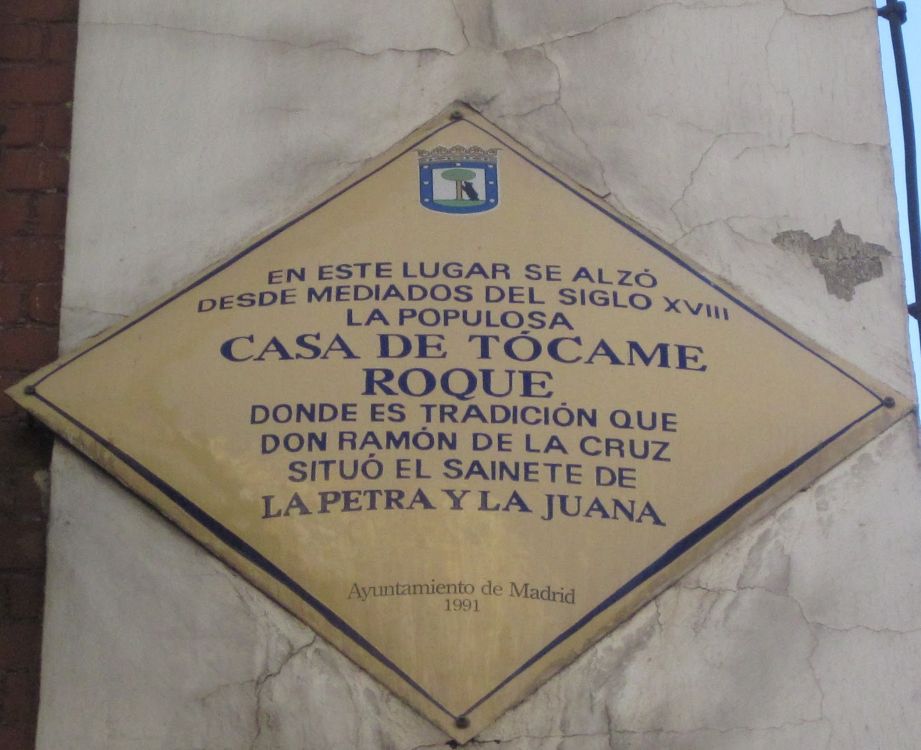 EN ESTE LUGAR SE ALZÓ
DESDE MEDIADOS DEL SIGLO XVIII
LA POPULOSA
CASA DE TÓCAME
ROQUE
DONDE ES TRADICIÓN QUE
DON RAMÓN DE LA CRUZ
SITUÓ EL SAINETE DE
LA PETRA Y LA JUANA
Ayuntamiento de Madrid
1991